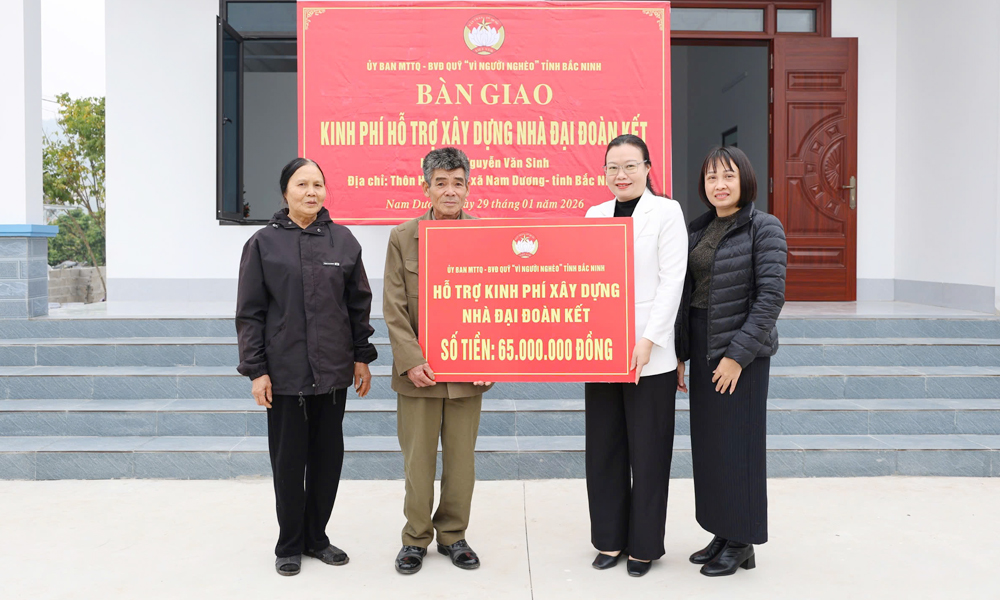 ỦY BAN MTTQ - BVĐ QUỸ "VÌ NGƯỜI NGHÈO" TỈNH BẮC NINH
BÀN GIAO
KINH PHÍ HỖ TRỢ XÂY DỰNG NHÀ ĐẠI ĐOÀN KẾT
Nguyễn Văn Sinh
Địa chỉ: Thôn xã Nam Dương- tỉnh Bắc
Nam 29 tháng 01 năm 2026
ỦY BAN MTTQ - BVĐ QUỸ "VÌ NGƯỜI NGHÈO" TỈNH BẮC NINH
HỖ TRỢ KINH PHÍ XÂY DỰNG
NHÀ ĐẠI ĐOÀN KẾT
SỐ TIỀN: 65.000.000 ĐỒNG